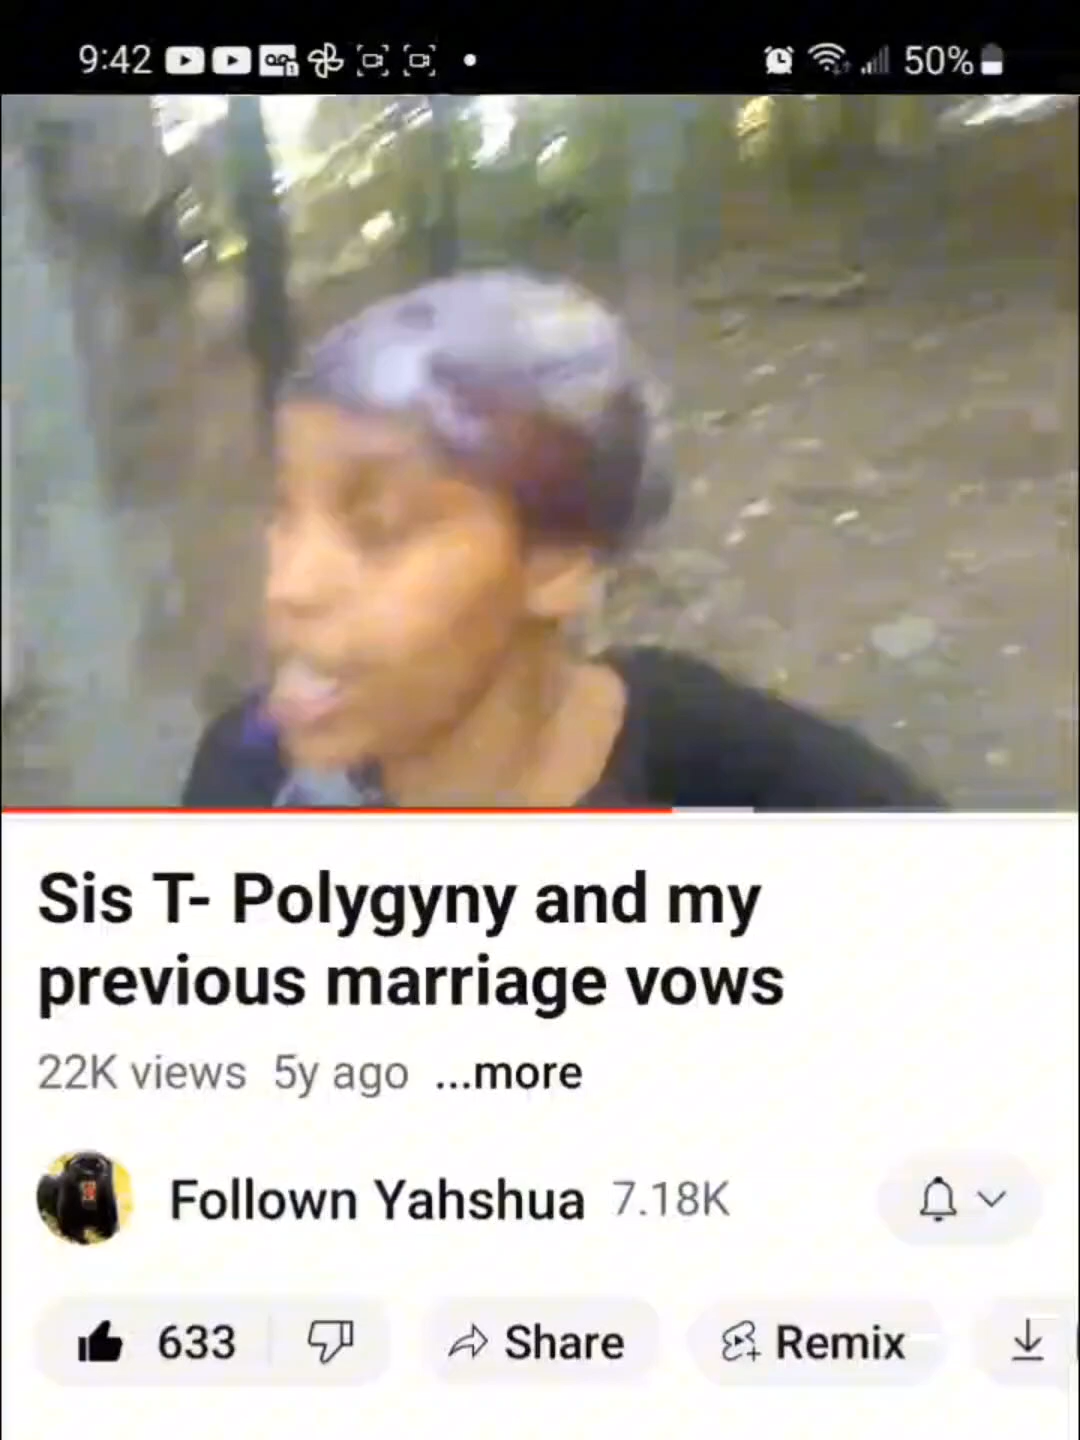 9:42 50%
Sis T- Polygyny and my
previous marriage vows
22K views 5y ago ...more
Follown Yahshua 7.18K
633 Share Remix